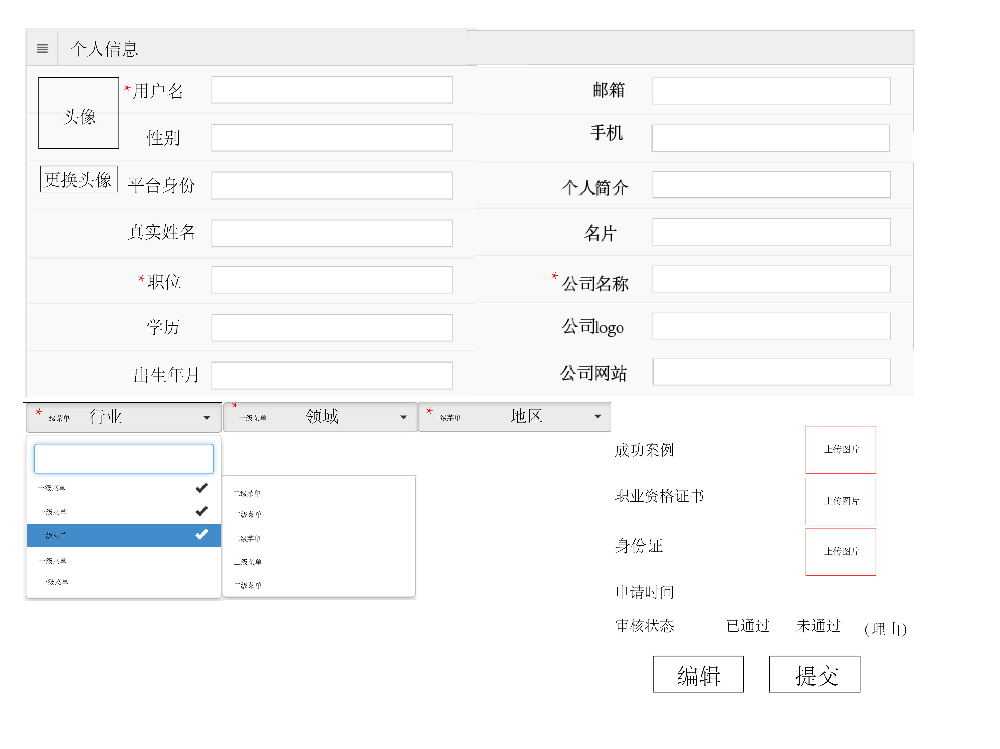 个人信息
头像
更换头像
*用户名
性别
平台身份
真实姓名
*职位
学历
出生年月
邮箱
手机
个人简介
名片
*公司名称
公司logo
公司网站
*一级菜单 行业
*一级菜单 领域
*一级菜单 地区
一级菜单
一级菜单
一级菜单
一级菜单
一级菜单
二级菜单
二级菜单
二级菜单
二级菜单
二级菜单
成功案例 上传图片
职业资格证书 上传图片
身份证 上传图片
申请时间
审核状态 已通过 未通过 (理由)
编辑 提交